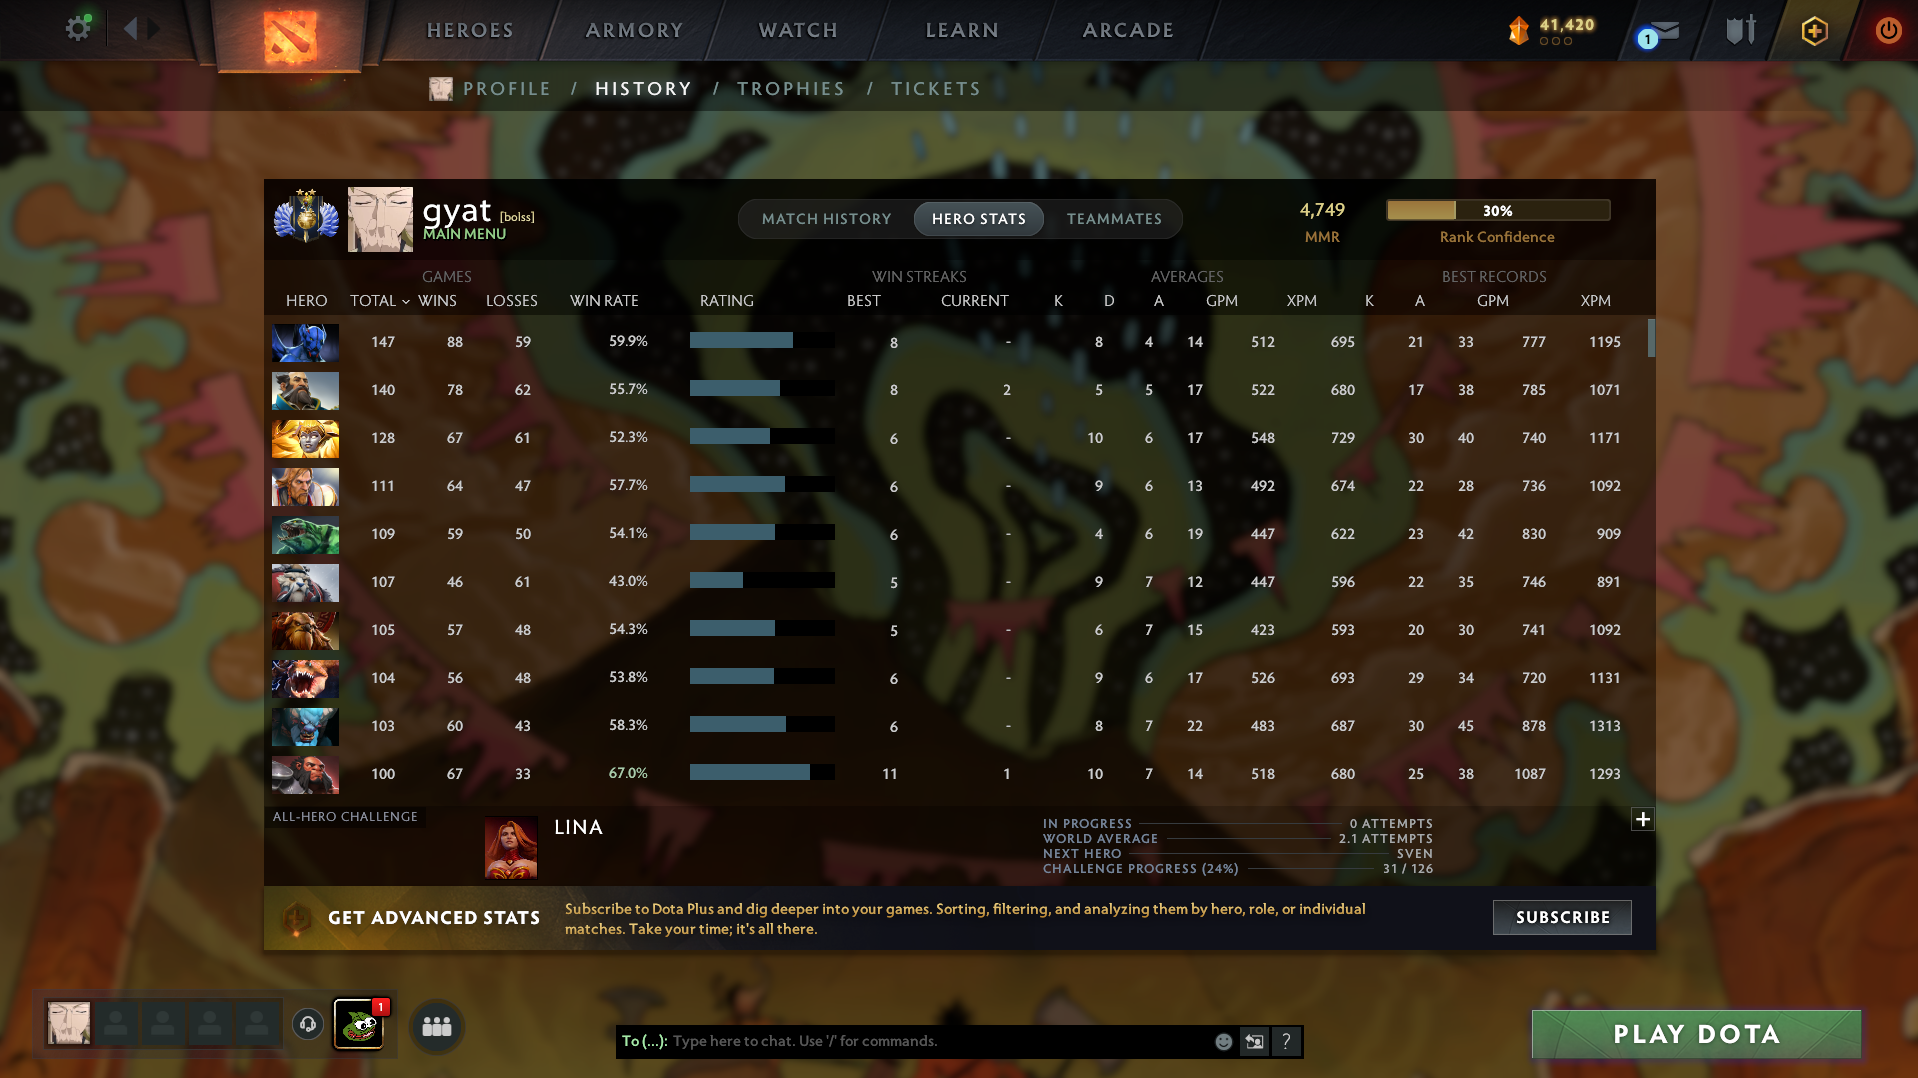 HEROES ARMORY WATCH LEARN ARCADE 41,420 1
PROFILE / HISTORY / TROPHIES / TICKETS
gyat [bolss]
MAIN MENU
MATCH HISTORY HERO STATS TEAMMATES
4,749 30%
MMR Rank Confidence
GAMES WIN STREAKS AVERAGES BEST RECORDS
HERO TOTAL WINS LOSSES WIN RATE RATING BEST CURRENT K D A GPM XPM K A GPM XPM
147 88 59 59.9% 8 - 8 4 14 512 695 21 33 777 1195
140 78 62 55.7% 8 2 5 5 17 522 680 17 38 785 1071
128 67 61 52.3% 6 - 10 6 17 548 729 30 40 740 1171
111 64 47 57.7% 6 - 9 6 13 492 674 22 28 736 1092
109 59 50 54.1% 6 - 4 6 19 447 622 23 42 830 909
107 46 61 43.0% 5 - 9 7 12 447 596 22 35 746 891
105 57 48 54.3% 5 - 6 7 15 423 593 20 30 741 1092
104 56 48 53.8% 6 - 9 6 17 526 693 29 34 720 1131
103 60 43 58.3% 6 - 8 7 22 483 687 30 45 878 1313
100 67 33 67.0% 11 1 10 7 14 518 680 25 38 1087 1293
ALL-HERO CHALLENGE
LINA
IN PROGRESS 0 ATTEMPTS
WORLD AVERAGE 2.1 ATTEMPTS
NEXT HERO SVEN
CHALLENGE PROGRESS (24%) 31 / 126
GET ADVANCED STATS
Subscribe to Dota Plus and dig deeper into your games. Sorting, filtering, and analyzing them by hero, role, or individual
matches. Take your time; it's all there.
SUBSCRIBE
1
To (...): Type here to chat. Use '/' for commands. ?
PLAY DOTA